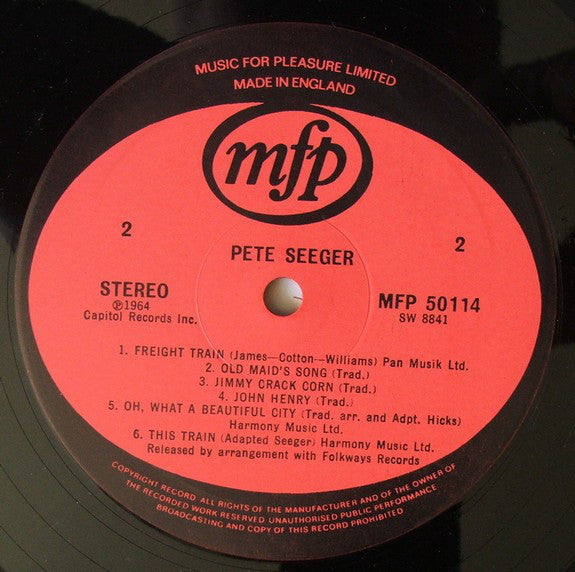 MUSIC FOR PLEASURE LIMITED
MADE IN ENGLAND
mfp
2
2
PETE SEEGER
STEREO
℗1964
Capitol Records Inc.
MFP 50114
SW 8841
1. FREIGHT TRAIN (James—Cotton—Williams) Pan Musik Ltd.
2. OLD MAID'S SONG (Trad.)
3. JIMMY CRACK CORN (Trad.)
4. JOHN HENRY (Trad.)
5. OH, WHAT A BEAUTIFUL CITY (Trad. arr. and Adpt. Hicks)
Harmony Music Ltd.
6. THIS TRAIN (Adapted Seeger) Harmony Music Ltd.
Released by arrangement with Folkways Records
COPYRIGHT RECORD ALL RIGHTS OF THE MANUFACTURER AND OF THE OWNER OF
THE RECORDED WORK RESERVED UNAUTHORISED PUBLIC PERFORMANCE
BROADCASTING AND COPY OF THIS RECORD PROHIBITED